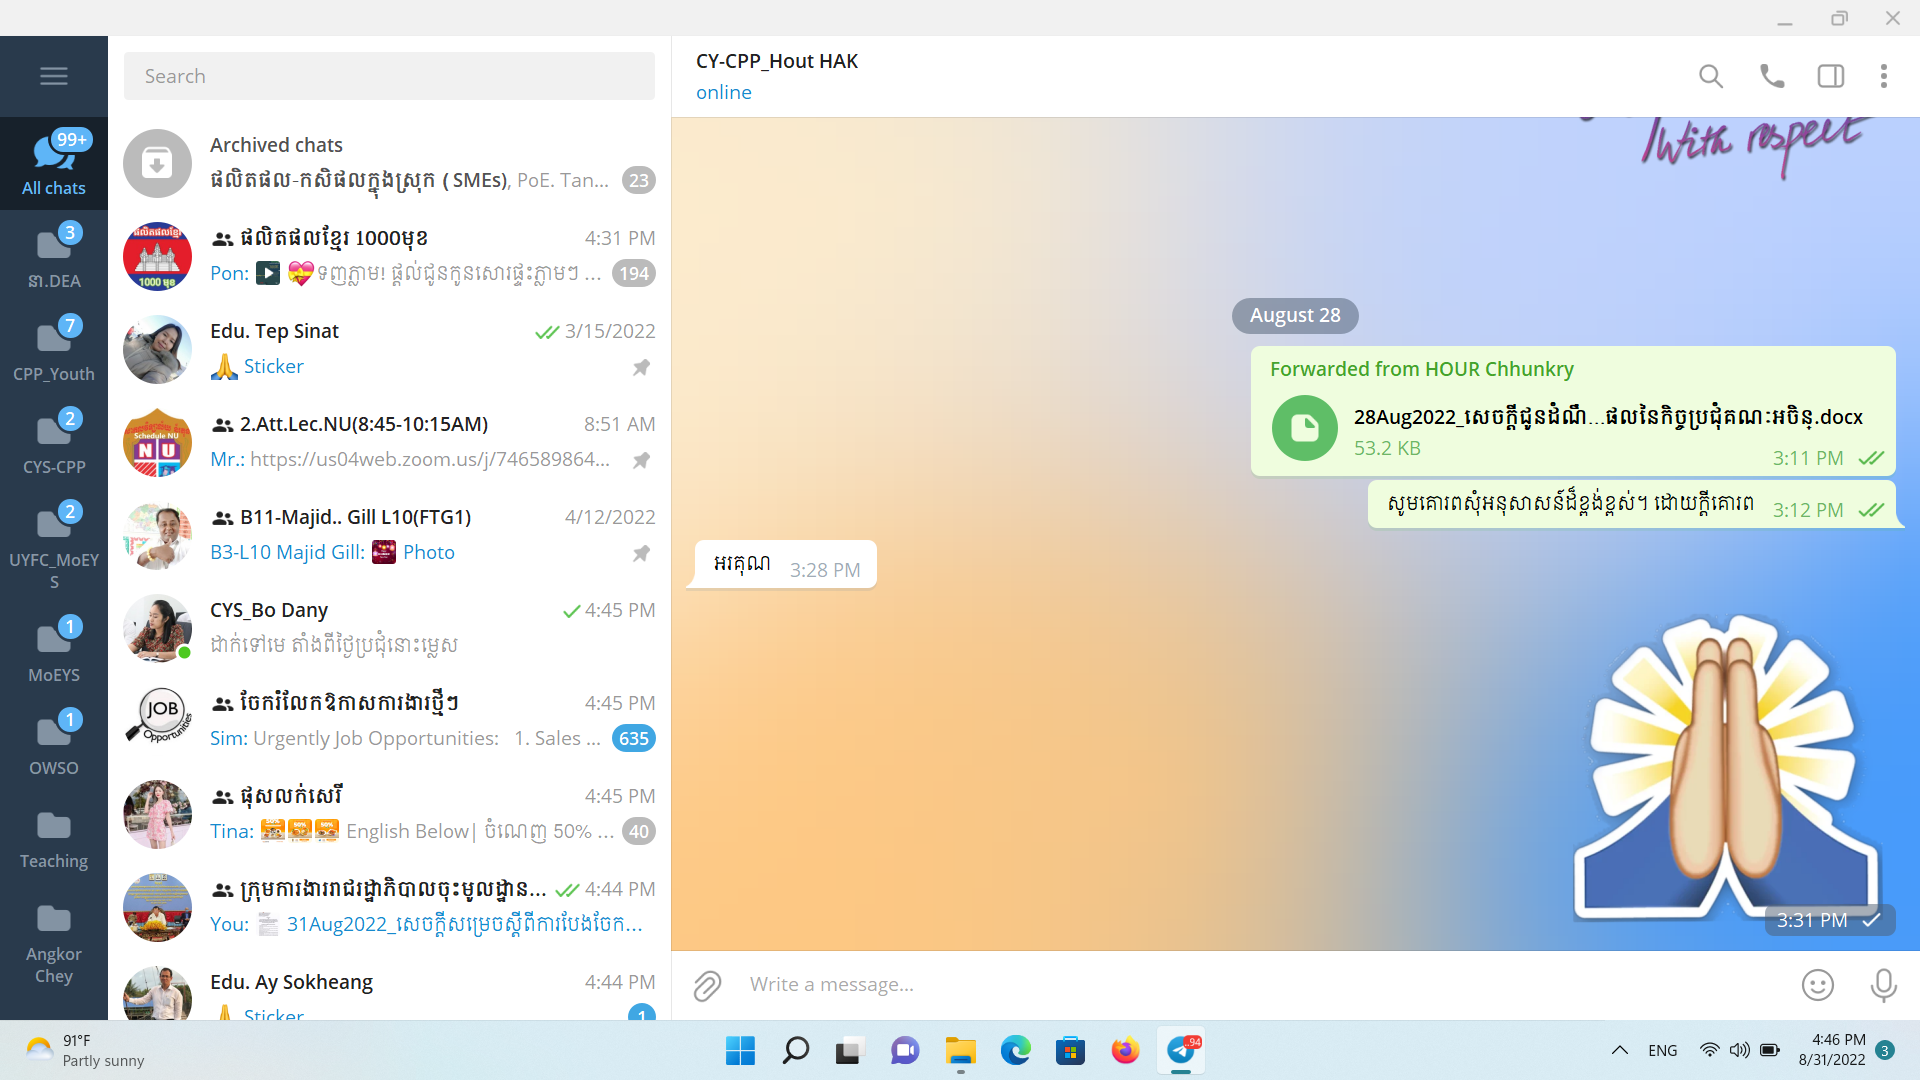 Search
99+
All chats
3
នា.DEA
7
CPP_Youth
2
CYS-CPP
2
UYFC_MoEY
S
1
MoEYS
1
OWSO
Teaching
Angkor
Chey
Archived chats
ផលិតផល-កសិផលក្នុងស្រុក ( SMEs), PoE. Tan... 23
ផលិតផលខ្មែរ 1000មុខ 4:31 PM
Pon: 💝ទញភ្លាម! ផ្តល់ជូនកូនសោរផ្ទះភ្លាមៗ ... 194
Edu. Tep Sinat 3/15/2022
🙏 Sticker
Schedule NU
NU
2.Att.Lec.NU(8:45-10:15AM) 8:51 AM
Mr.: https://us04web.zoom.us/j/746589864...
B11-Majid.. Gill L10(FTG1) 4/12/2022
B3-L10 Majid Gill: Photo
CYS_Bo Dany 4:45 PM
ដាក់ទៅមេ តាំងពីថ្ងៃប្រជុំនោះម្លេស
JOB
Opportunities
ចែករំលែកឱកាសការងារថ្មីៗ 4:45 PM
Sim: Urgently Job Opportunities: 1. Sales ... 635
ផុសលក់សេរី 4:45 PM
Tina: English Below| ចំណេញ 50% ... 40
ក្រុមការងាររាជរដ្ឋាភិបាលចុះមូលដ្ឋាន... 4:44 PM
You: 31Aug2022_សេចក្តីសម្រេចស្តីពីការបែងចែក...
Edu. Ay Sokheang 4:44 PM
🙏 Sticker 1
CY-CPP_Hout HAK
online
With respect
August 28
Forwarded from HOUR Chhunkry
28Aug2022_សេចក្តីជូនដំណឹ...ផលនៃកិច្ចប្រជុំគណៈអចិន្.docx
53.2 KB
3:11 PM
សូមគោរពសុំអនុសាសន៍ដ៏ខ្ពង់ខ្ពស់។ ដោយក្តីគោរព 3:12 PM
អរគុណ 3:28 PM
3:31 PM
Write a message...
91°F
Partly sunny
..94
ENG
4:46 PM
8/31/2022
3